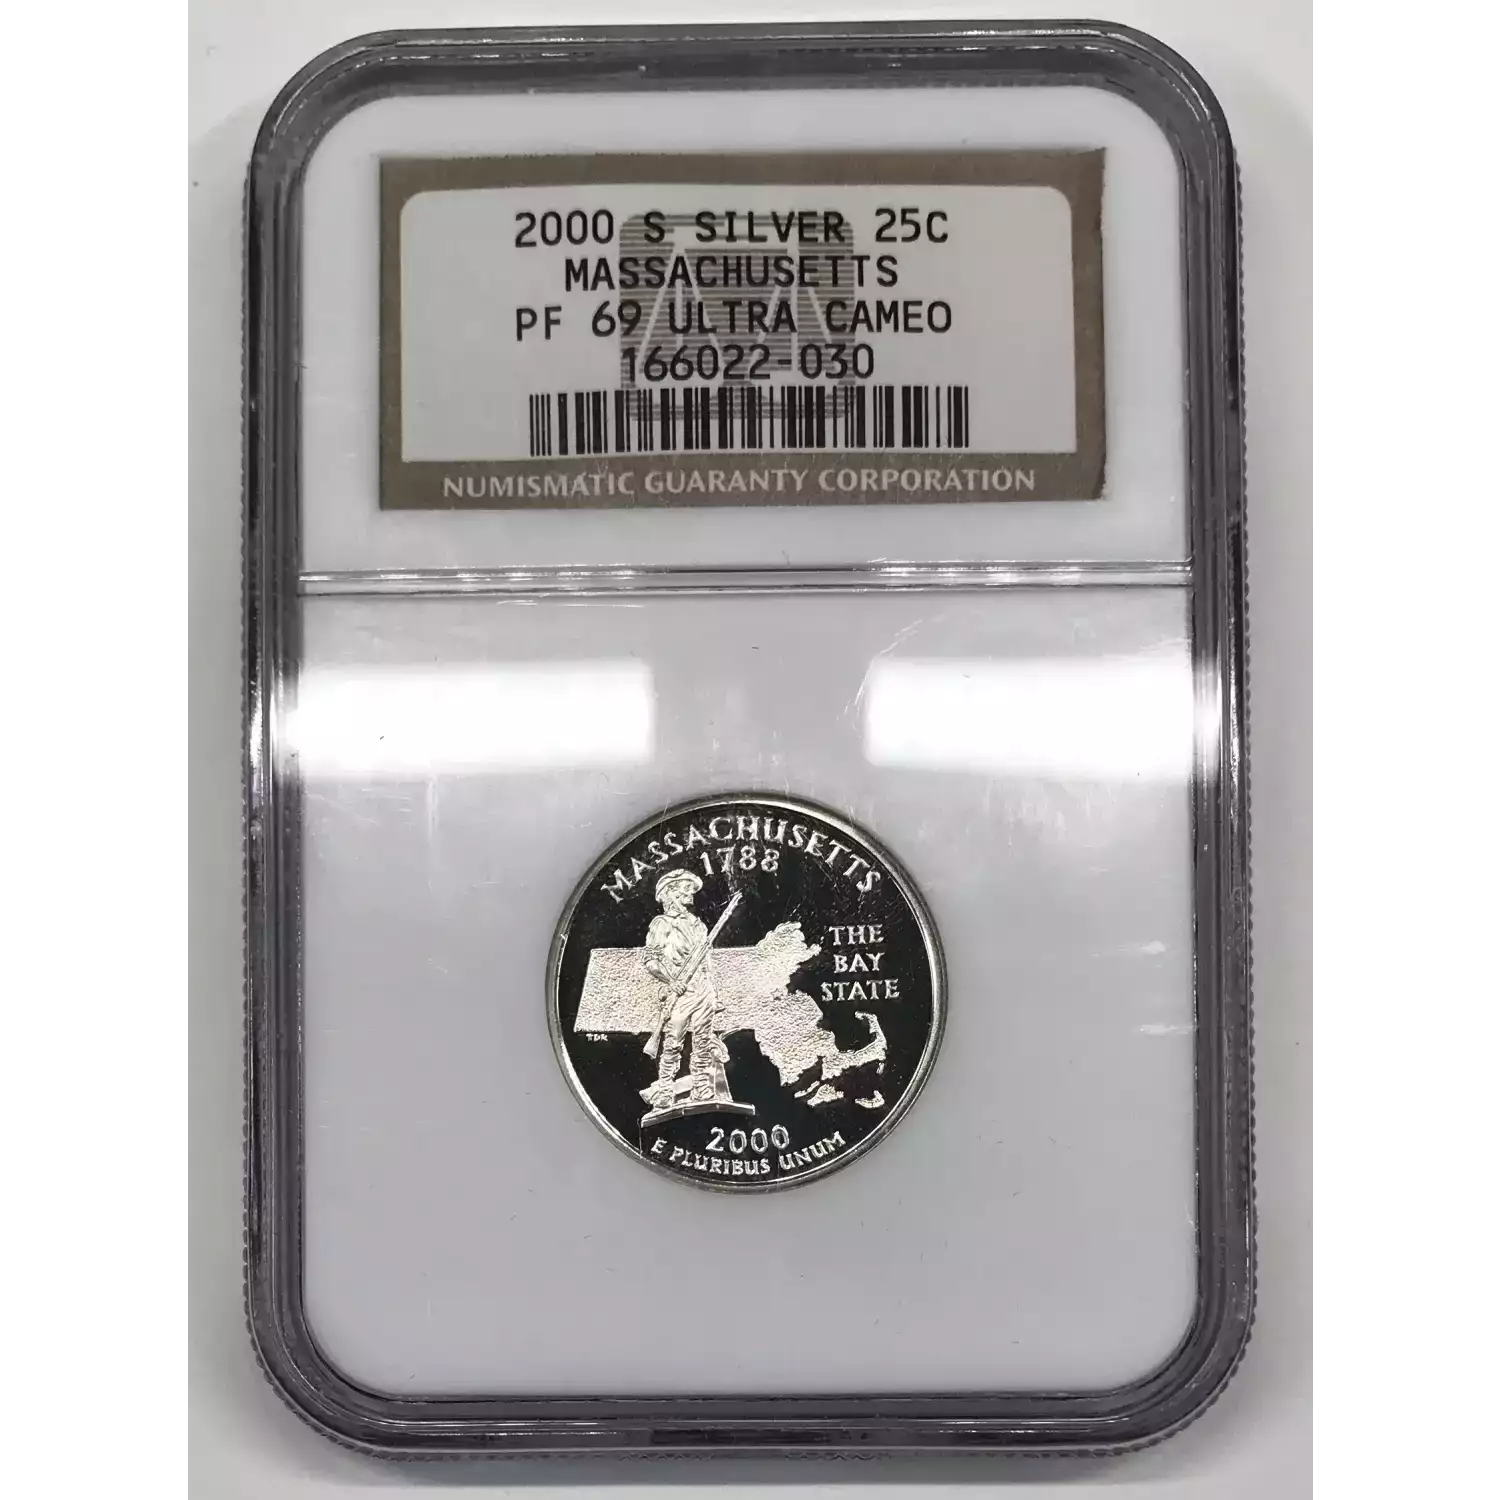 2000 S SILVER 25C
MASSACHUSETTS
PF 69 ULTRA CAMEO
166022-030
NUMISMATIC GUARANTY CORPORATION
MASSACHUSETTS
1788
THE
BAY
STATE
TDR
2000
E PLURIBUS UNUM